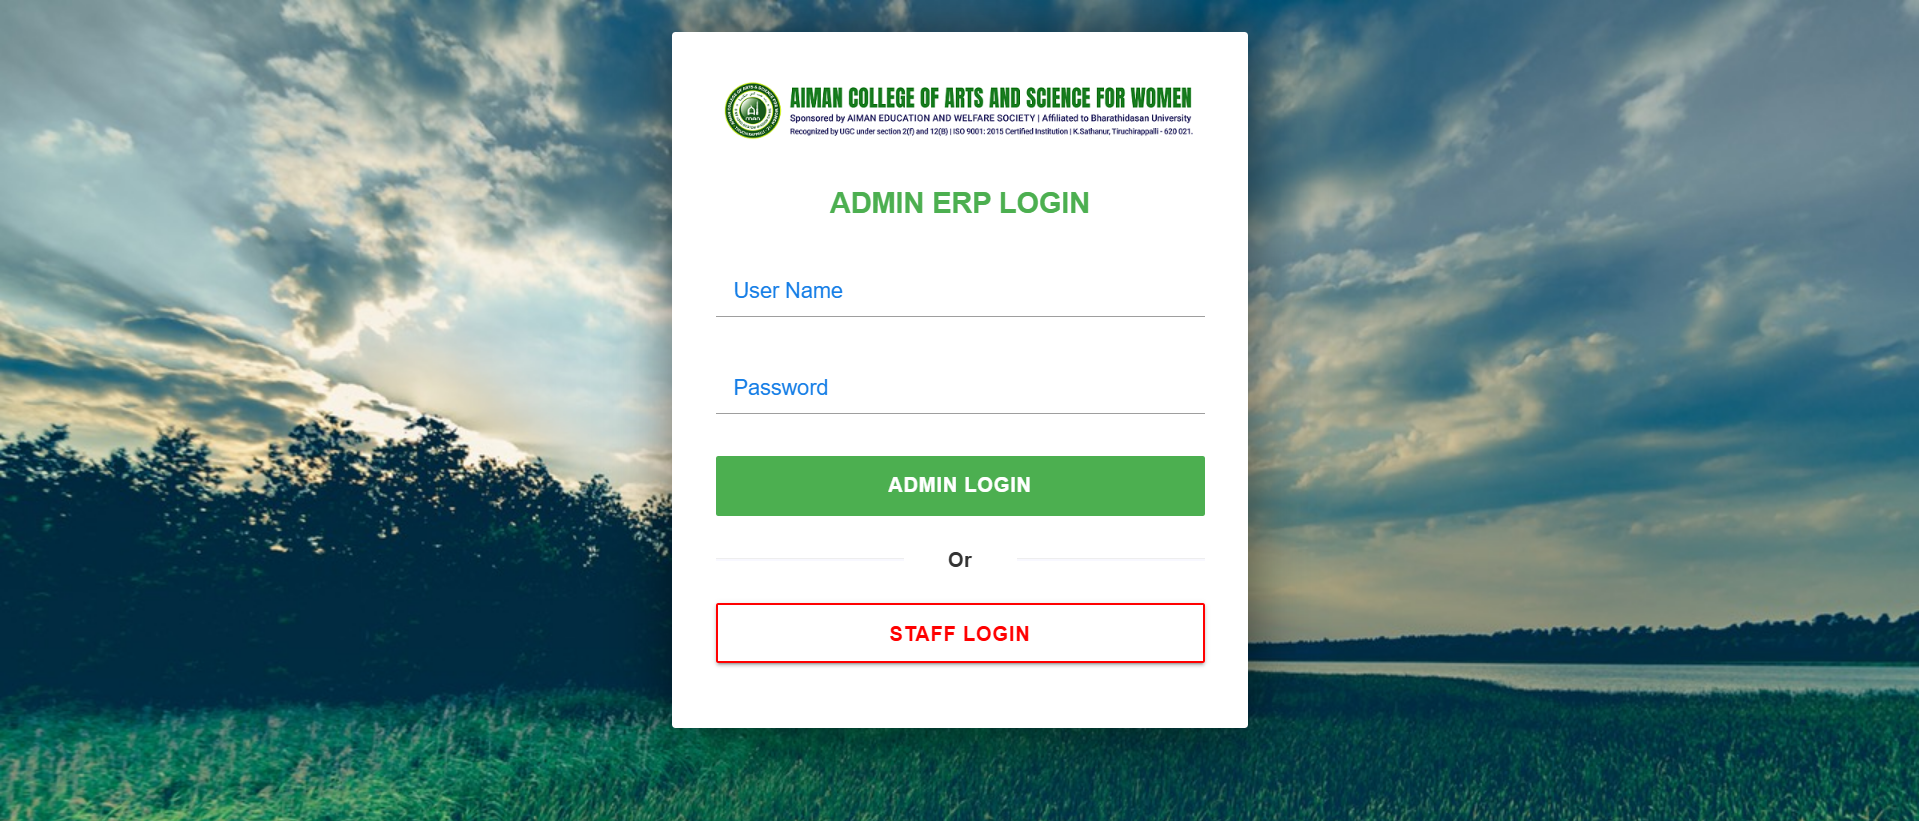 AIMAN COLLEGE OF ARTS AND SCIENCE FOR WOMEN
Sponsored by AIMAN EDUCATION AND WELFARE SOCIETY | Affiliated to Bharathidasan University
Recognized by UGC under section 2(f) and 12(B) | ISO 9001: 2015 Certified Institution | K.Sathanur, Tiruchirappalli - 620 021.
ADMIN ERP LOGIN
User Name
Password
ADMIN LOGIN
Or
STAFF LOGIN